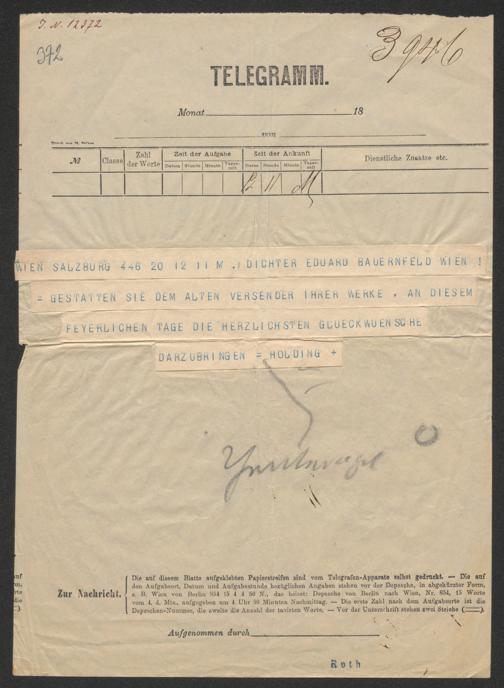 J. N. 12372
372
3946
TELEGRAMM.
Monat 18
von
№ Classe Zahl der Worte Zeit der Aufgabe Zeit der Ankunft Dienstliche Zusätze etc.
Datum Stunde Minute Datum Stunde Minute
WIEN SALZBURG 446 20 12 11 M . DICHTER EDUARD BAUERNFELD WIEN !
= GESTATTEN SIE DEM ALTEN VERSENDER IHRER WERKE . AN DIESEM
FEYERLICHEN TAGE DIE HERZLICHSTEN GLUECKWUENSCHE
DARZUBRINGEN = HOLDING +
Zur Nachricht.
Die auf diesem Blatte aufgeklebten Papierstreifen sind vom Telegrafen-Apparate selbst gedruckt. — Die auf
den Aufgabsort, Datum und Aufgabsstunde bezüglichen Angaben stehen vor der Depesche, in abgekürzter Form,
z. B. Wien von Berlin 934 15 4 4 50 N., das heisst: Depesche von Berlin nach Wien, Nr. 934, 15 Worte
vom 4. d. Mts., aufgegeben um 4 Uhr 50 Minuten Nachmittag. — Die erste Zahl nach dem Aufgabsorte ist die
Depeschen-Nummer, die zweite die Anzahl der taxirten Worte. — Vor der Unterschrift stehen zwei Striche (=).
Aufgenommen durch
Roth